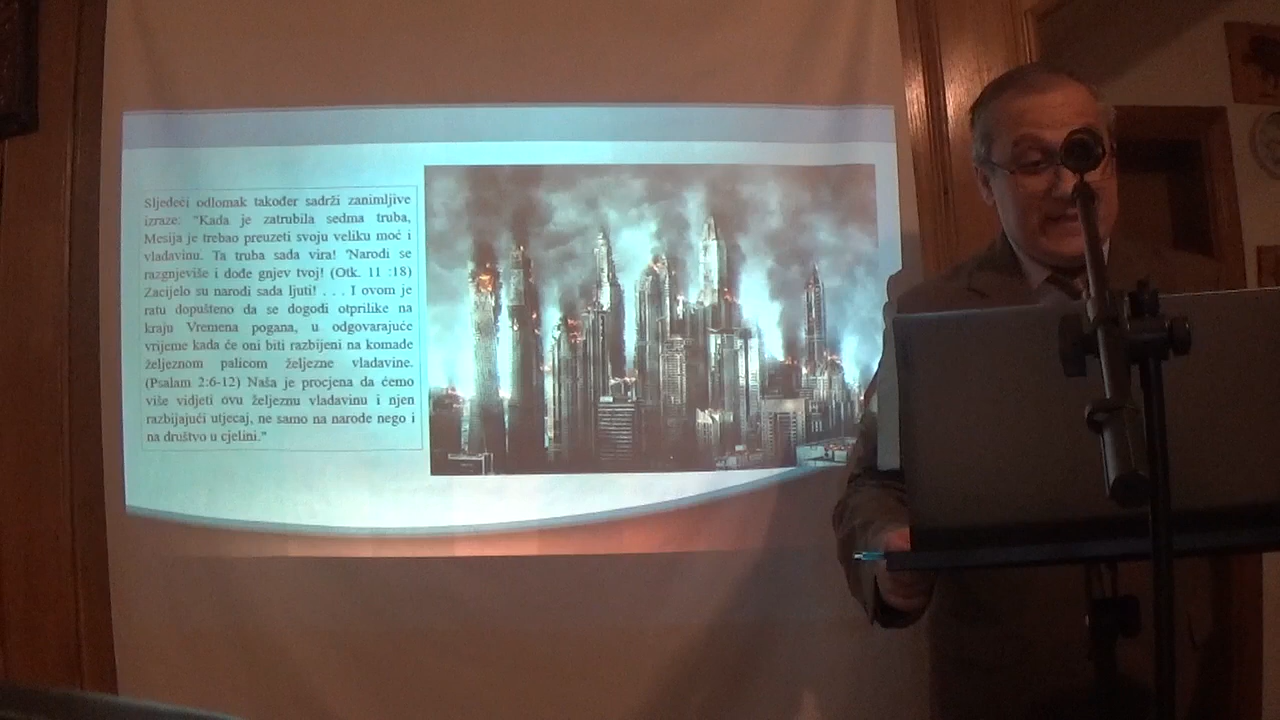 Sljedeći odlomak također sadrži zanimljive
izraze: "Kada je zatrubila sedma truba,
Mesija je trebao preuzeti svoju veliku moć i
vladavinu. Ta truba sada vira! 'Narodi se
razgnjeviše i dođe gnjev tvoj! (Otk. 11 :18)
Zacijelo su narodi sada ljuti! . . . I ovom je
ratu dopušteno da se dogodi otprilike na
kraju Vremena pogana, u odgovarajuće
vrijeme kada će oni biti razbijeni na komade
željeznom palicom željezne vladavine.
(Psalam 2:6-12) Naša je procjena da ćemo
više vidjeti ovu željeznu vladavinu i njen
razbijajući utjecaj, ne samo na narode nego i
na društvo u cjelini."